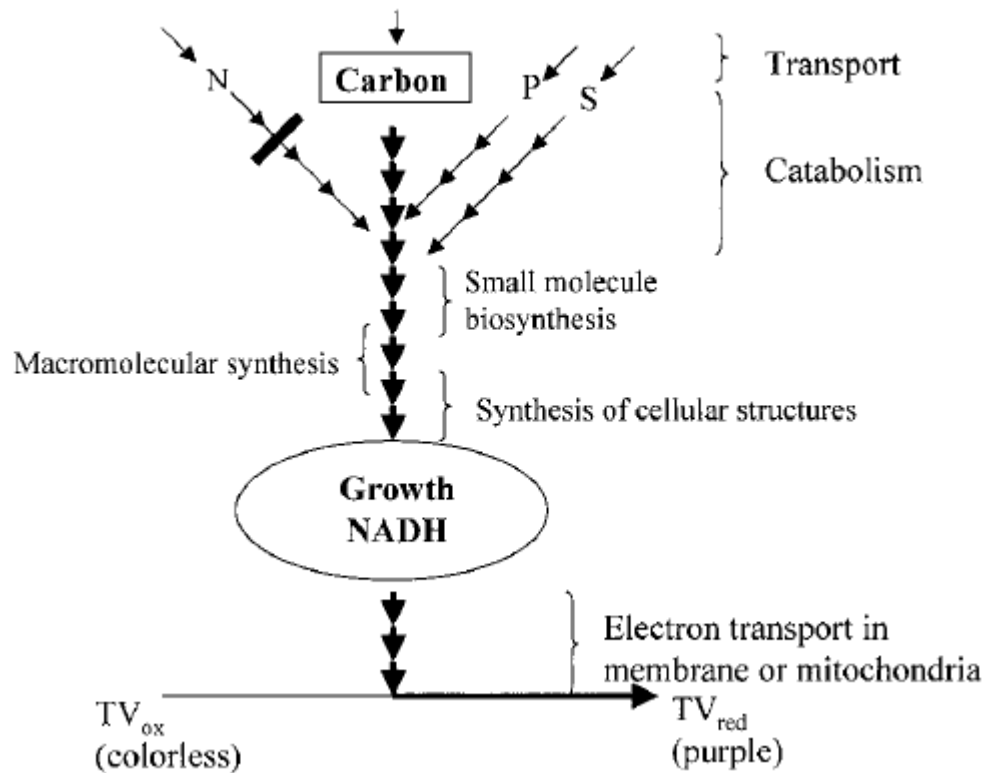 N
Carbon
P
S
Transport
Catabolism
Small molecule
biosynthesis
Macromolecular synthesis
Synthesis of cellular structures
Growth
NADH
Electron transport in
membrane or mitochondria
TVox
(colorless)
TVred
(purple)